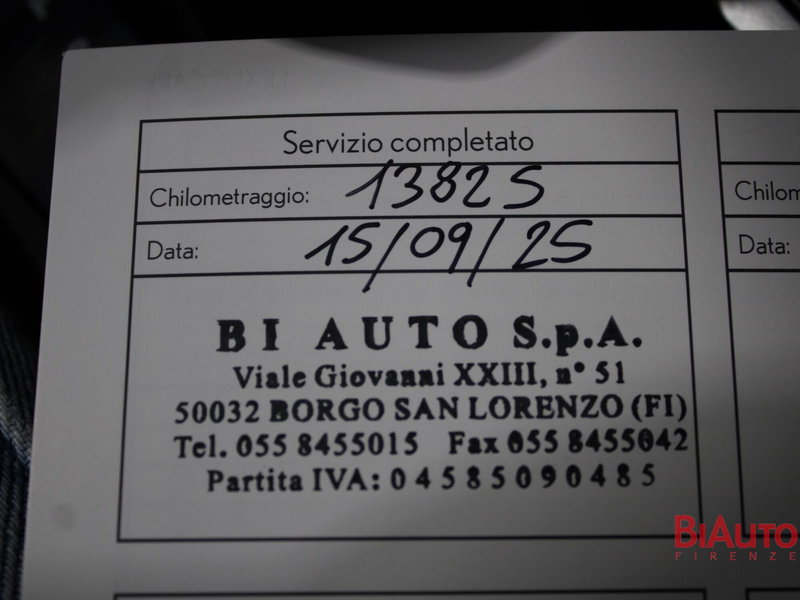 Servizio completato
Chilometraggio: 13825
Data: 15/09/25
BI AUTO S.p.A.
Viale Giovanni XXIII, n° 51
50032 BORGO SAN LORENZO (FI)
Tel. 055 8455015 Fax 055 8455042
Partita IVA: 04585090485
Chilom
Data:
BIAUTO
FIRENZE